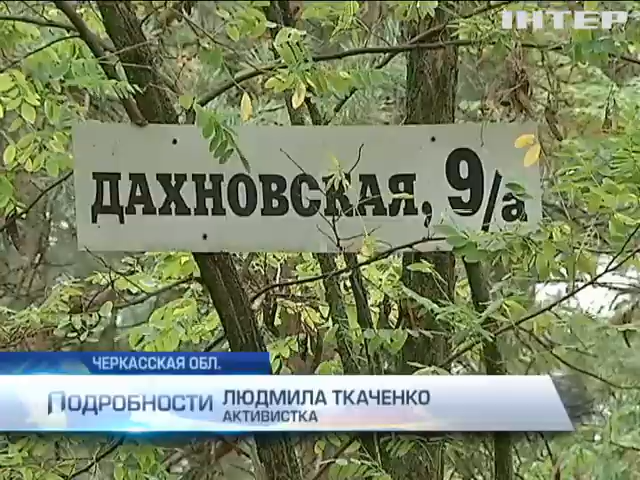 ІНТЕР
ДАХНОВСКАЯ, 9/а
ЧЕРКАССКАЯ ОБЛ.
ПОДРОБНОСТИ
ЛЮДМИЛА ТКАЧЕНКО
АКТИВИСТКА